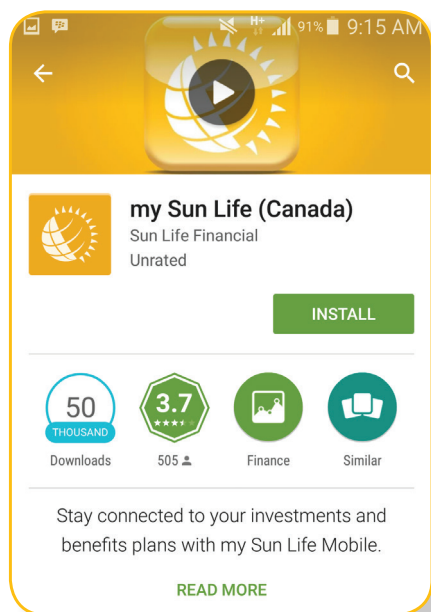 H+ 91% 9:15 AM
my Sun Life (Canada)
Sun Life Financial
Unrated
INSTALL
50
THOUSAND
3.7
Downloads
505
Finance
Similar
Stay connected to your investments and
benefits plans with my Sun Life Mobile.
READ MORE